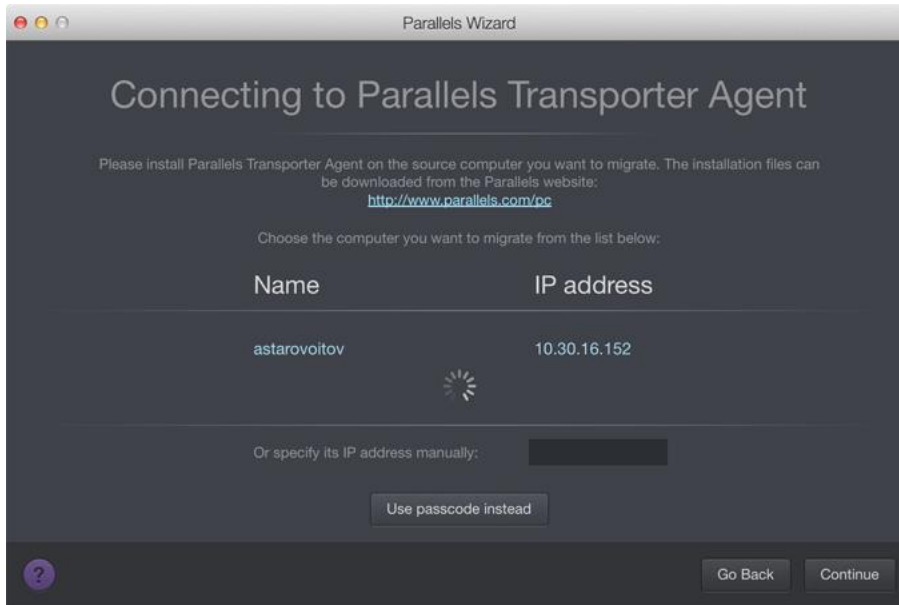 Parallels Wizard
Connecting to Parallels Transporter Agent
Please install Parallels Transporter Agent on the source computer you want to migrate. The installation files can
be downloaded from the Parallels website:
http://www.parallels.com/pc
Choose the computer you want to migrate from the list below:
Name IP address
astarovoitov 10.30.16.152
Or specify its IP address manually:
Use passcode instead
? Go Back Continue